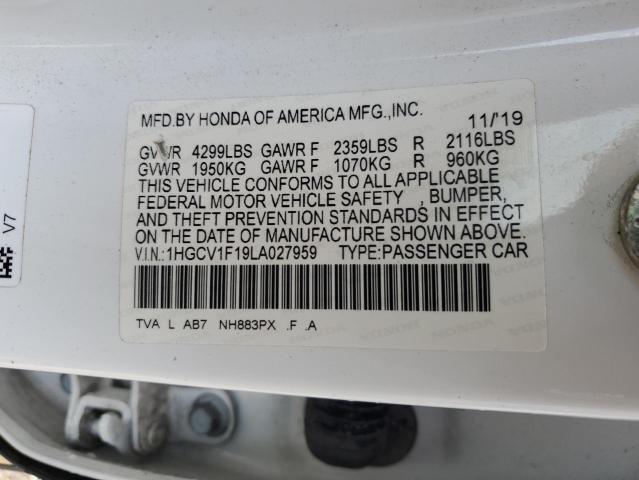 MFD.BY HONDA OF AMERICA MFG.,INC. 11/'19
GVWR 4299LBS GAWR F 2359LBS R 2116LBS
GVWR 1950KG GAWR F 1070KG R 960KG
THIS VEHICLE CONFORMS TO ALL APPLICABLE
FEDERAL MOTOR VEHICLE SAFETY , BUMPER,
AND THEFT PREVENTION STANDARDS IN EFFECT
ON THE DATE OF MANUFACTURE SHOWN ABOVE.
V.I.N.:1HGCV1F19LA027959 TYPE:PASSENGER CAR
TVA L AB7 NH883PX .F .A
V7